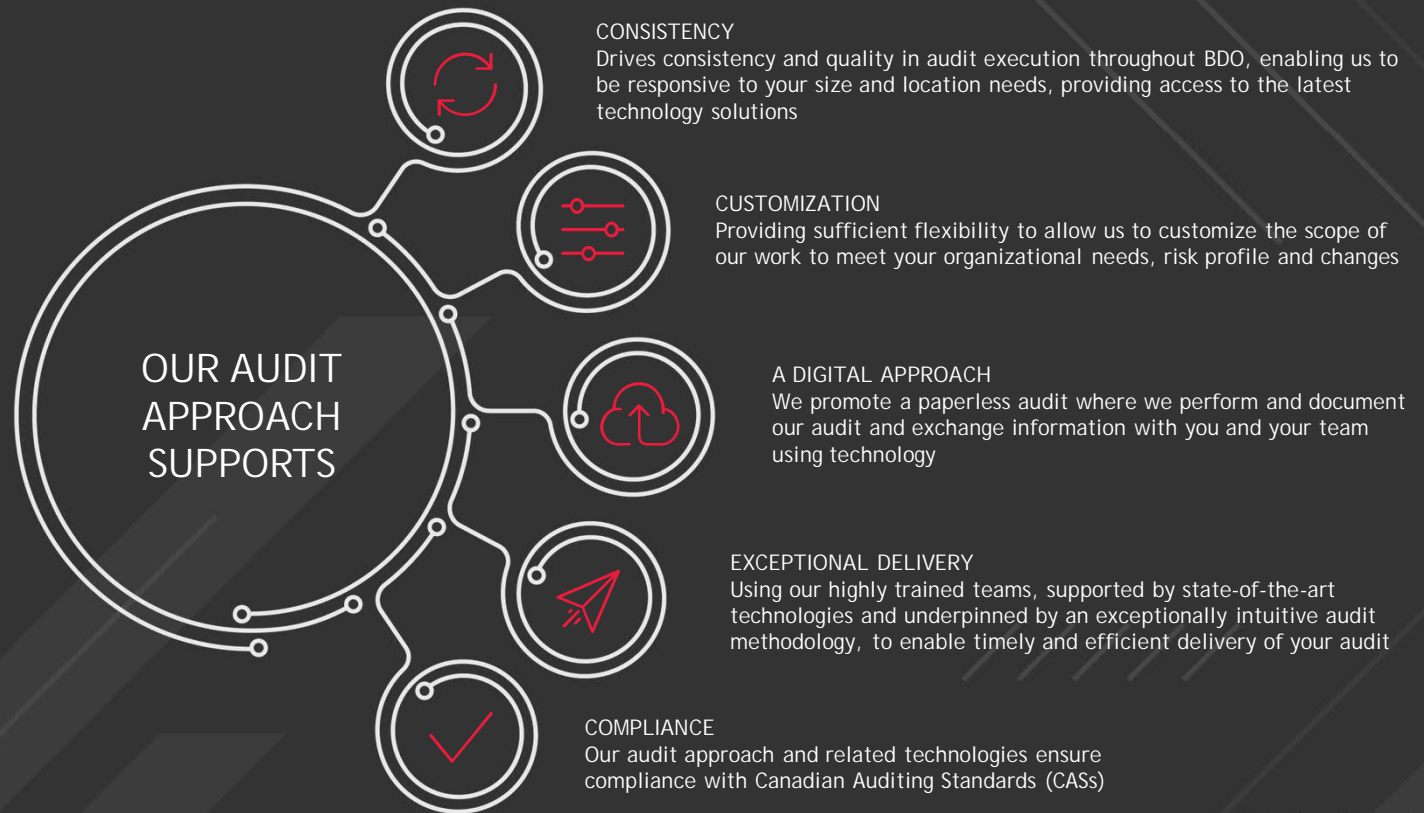 OUR AUDIT
APPROACH
SUPPORTS
CONSISTENCY
Drives consistency and quality in audit execution throughout BDO, enabling us to
be responsive to your size and location needs, providing access to the latest
technology solutions
CUSTOMIZATION
Providing sufficient flexibility to allow us to customize the scope of
our work to meet your organizational needs, risk profile and changes
A DIGITAL APPROACH
We promote a paperless audit where we perform and document
our audit and exchange information with you and your team
using technology
EXCEPTIONAL DELIVERY
Using our highly trained teams, supported by state-of-the-art
technologies and underpinned by an exceptionally intuitive audit
methodology, to enable timely and efficient delivery of your audit
COMPLIANCE
Our audit approach and related technologies ensure
compliance with Canadian Auditing Standards (CASs)